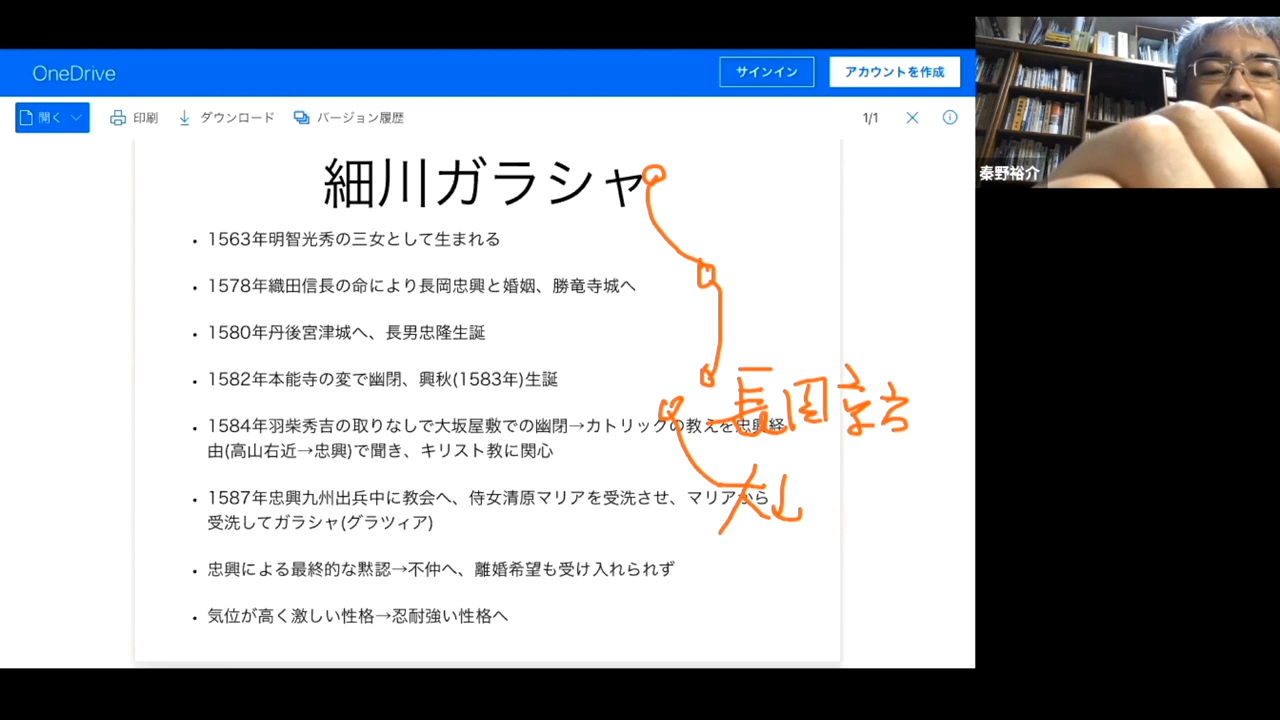 OneDrive
サインイン
アカウントを作成
開く
印刷
ダウンロード
バージョン履歴
1/1
秦野裕介
細川ガラシャ
• 1563年明智光秀の三女として生まれる
• 1578年織田信長の命により長岡忠興と婚姻、勝竜寺城へ
• 1580年丹後宮津城へ、長男忠隆生誕
• 1582年本能寺の変で幽閉、興秋(1583年)生誕
• 1584年羽柴秀吉の取りなしで大坂屋敷での幽閉→カトリックの教えを忠興経
由(高山右近→忠興)で聞き、キリスト教に関心
• 1587年忠興九州出兵中に教会へ、侍女清原マリアを受洗させ、マリアから
受洗してガラシャ(グラツィア)
• 忠興による最終的な黙認→不仲へ、離婚希望も受け入れられず
• 気位が高く激しい性格→忍耐強い性格へ
長岡京
大山